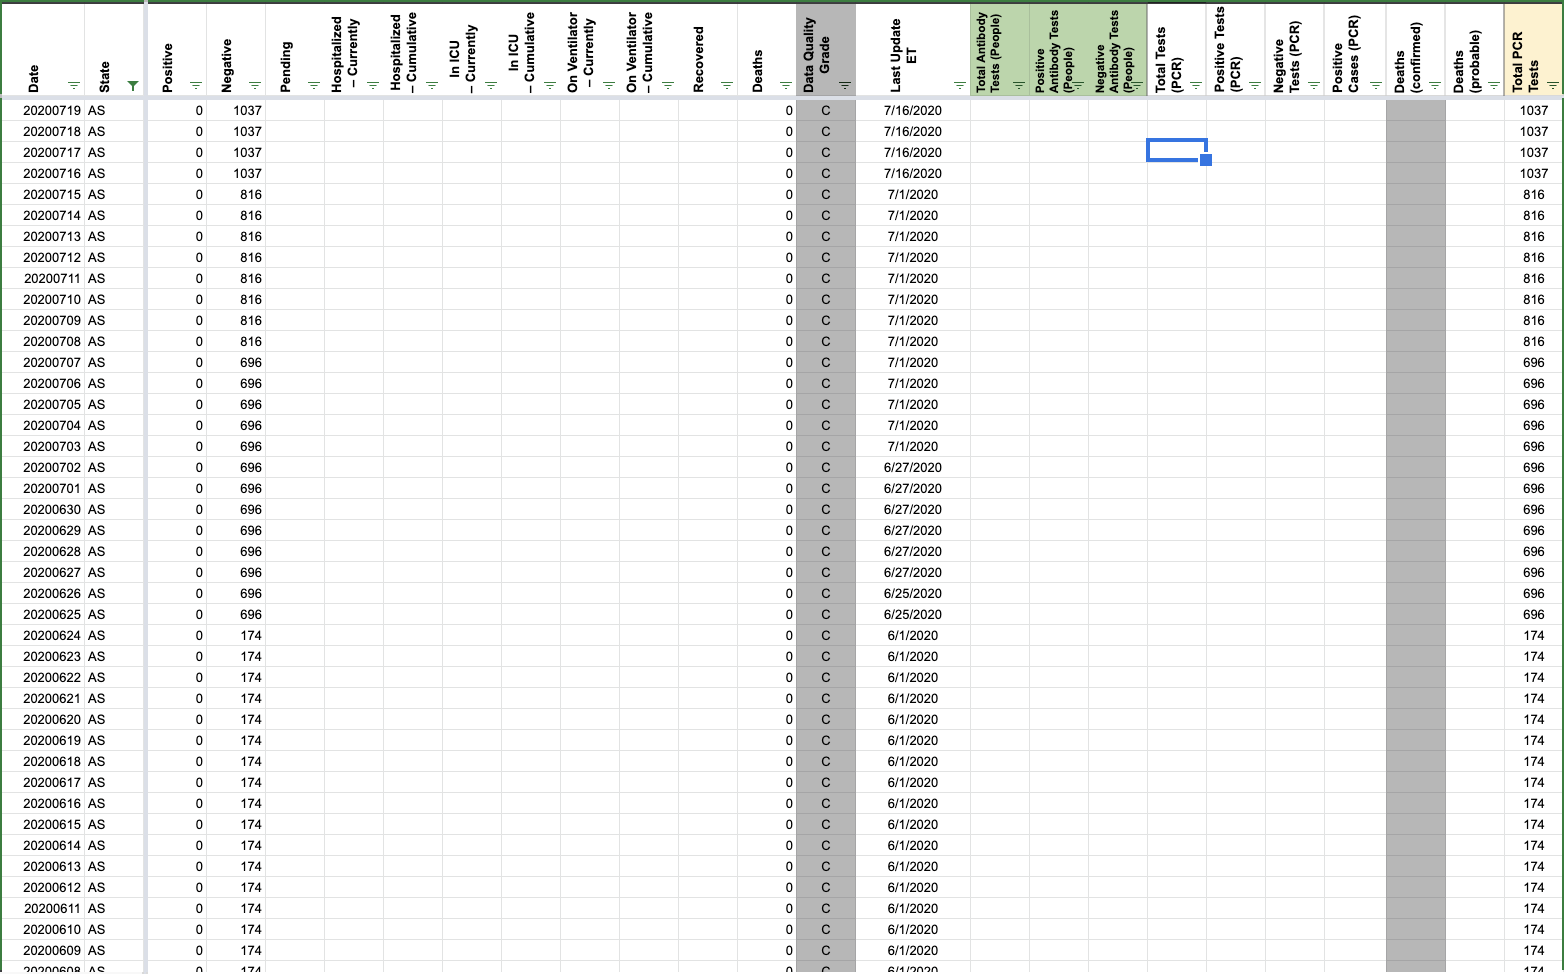 Date State Positive Negative Pending Hospitalized – Currently Hospitalized – Cumulative In ICU – Currently In ICU – Cumulative On Ventilator – Currently On Ventilator – Cumulative Recovered Deaths Data Quality Grade Last Update ET Total Antibody Tests (People) Positive Antibody Tests (People) Negative Antibody Tests (People) Total Tests (PCR) Positive Tests (PCR) Negative Tests (PCR) Positive Cases (PCR) Deaths (confirmed) Deaths (probable) Total PCR Tests
20200719 AS 0 1037 0 C 7/16/2020 1037
20200718 AS 0 1037 0 C 7/16/2020 1037
20200717 AS 0 1037 0 C 7/16/2020 1037
20200716 AS 0 1037 0 C 7/16/2020 1037
20200715 AS 0 816 0 C 7/1/2020 816
20200714 AS 0 816 0 C 7/1/2020 816
20200713 AS 0 816 0 C 7/1/2020 816
20200712 AS 0 816 0 C 7/1/2020 816
20200711 AS 0 816 0 C 7/1/2020 816
20200710 AS 0 816 0 C 7/1/2020 816
20200709 AS 0 816 0 C 7/1/2020 816
20200708 AS 0 816 0 C 7/1/2020 816
20200707 AS 0 696 0 C 7/1/2020 696
20200706 AS 0 696 0 C 7/1/2020 696
20200705 AS 0 696 0 C 7/1/2020 696
20200704 AS 0 696 0 C 7/1/2020 696
20200703 AS 0 696 0 C 7/1/2020 696
20200702 AS 0 696 0 C 6/27/2020 696
20200701 AS 0 696 0 C 6/27/2020 696
20200630 AS 0 696 0 C 6/27/2020 696
20200629 AS 0 696 0 C 6/27/2020 696
20200628 AS 0 696 0 C 6/27/2020 696
20200627 AS 0 696 0 C 6/27/2020 696
20200626 AS 0 696 0 C 6/25/2020 696
20200625 AS 0 696 0 C 6/25/2020 696
20200624 AS 0 174 0 C 6/1/2020 174
20200623 AS 0 174 0 C 6/1/2020 174
20200622 AS 0 174 0 C 6/1/2020 174
20200621 AS 0 174 0 C 6/1/2020 174
20200620 AS 0 174 0 C 6/1/2020 174
20200619 AS 0 174 0 C 6/1/2020 174
20200618 AS 0 174 0 C 6/1/2020 174
20200617 AS 0 174 0 C 6/1/2020 174
20200616 AS 0 174 0 C 6/1/2020 174
20200615 AS 0 174 0 C 6/1/2020 174
20200614 AS 0 174 0 C 6/1/2020 174
20200613 AS 0 174 0 C 6/1/2020 174
20200612 AS 0 174 0 C 6/1/2020 174
20200611 AS 0 174 0 C 6/1/2020 174
20200610 AS 0 174 0 C 6/1/2020 174
20200609 AS 0 174 0 C 6/1/2020 174
20200608 AS 0 174 0 C 6/1/2020 174